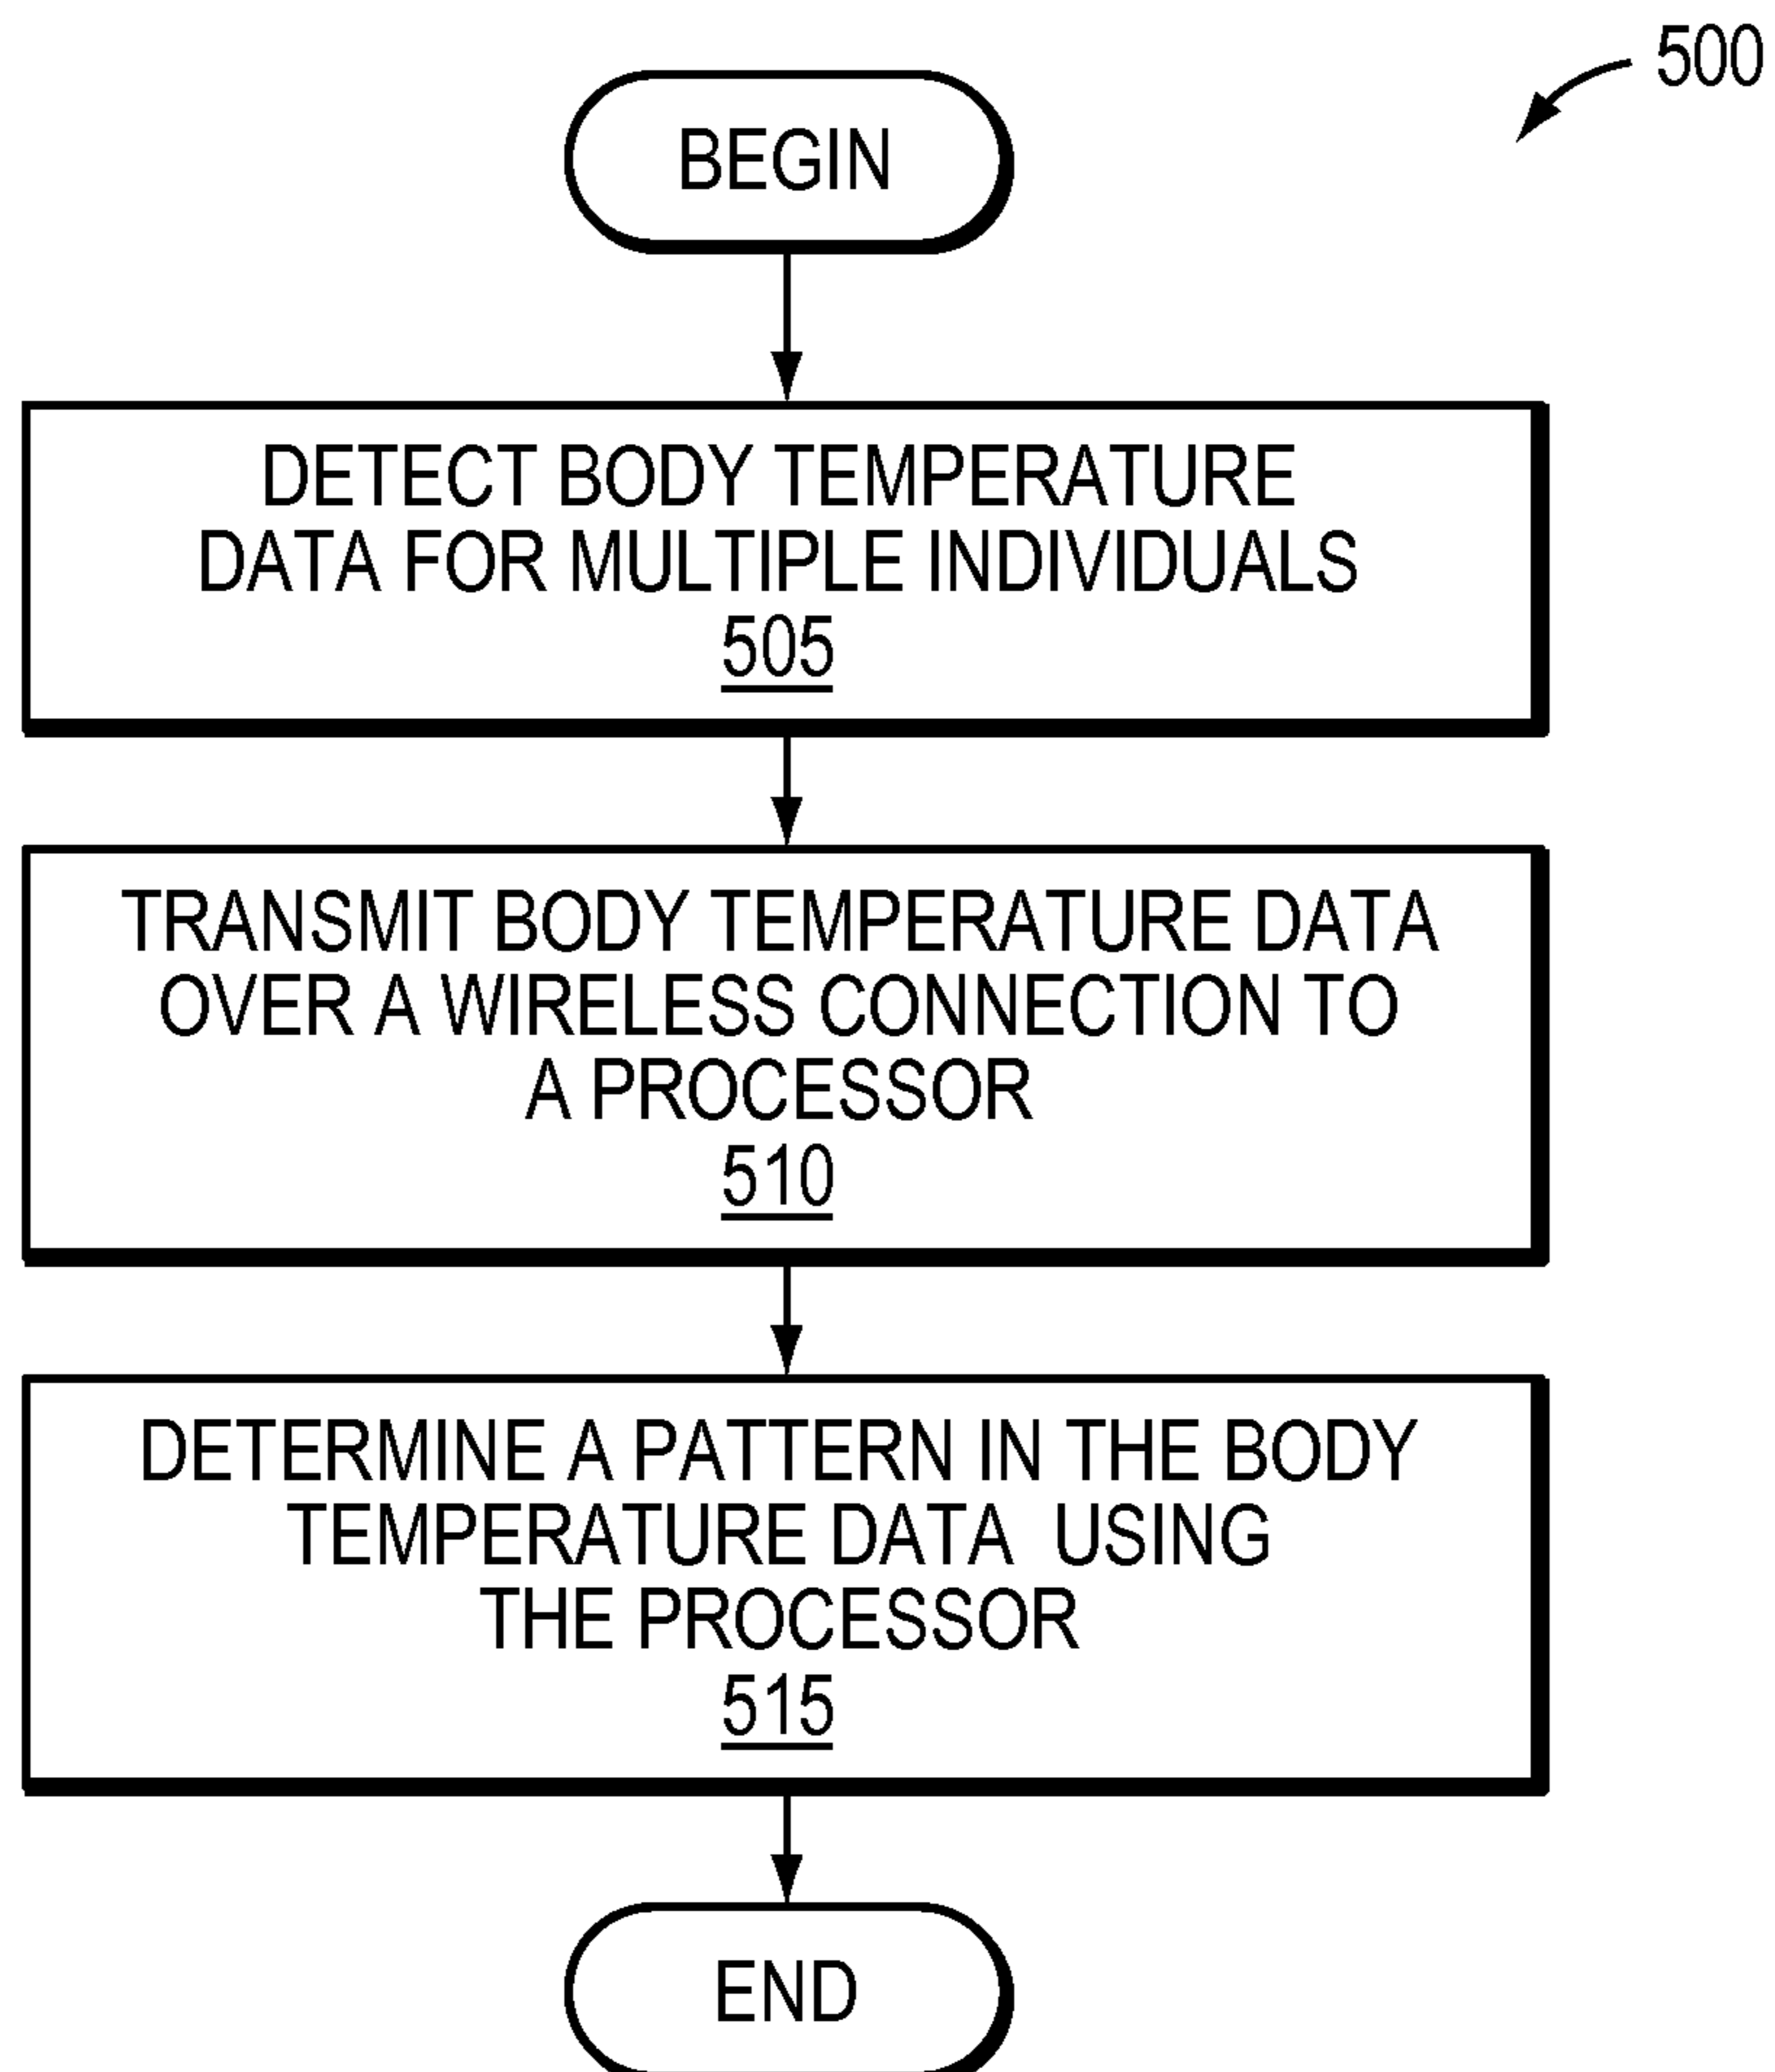 500
BEGIN
DETECT BODY TEMPERATURE
DATA FOR MULTIPLE INDIVIDUALS
505
TRANSMIT BODY TEMPERATURE DATA
OVER A WIRELESS CONNECTION TO
A PROCESSOR
510
DETERMINE A PATTERN IN THE BODY
TEMPERATURE DATA USING
THE PROCESSOR
515
END